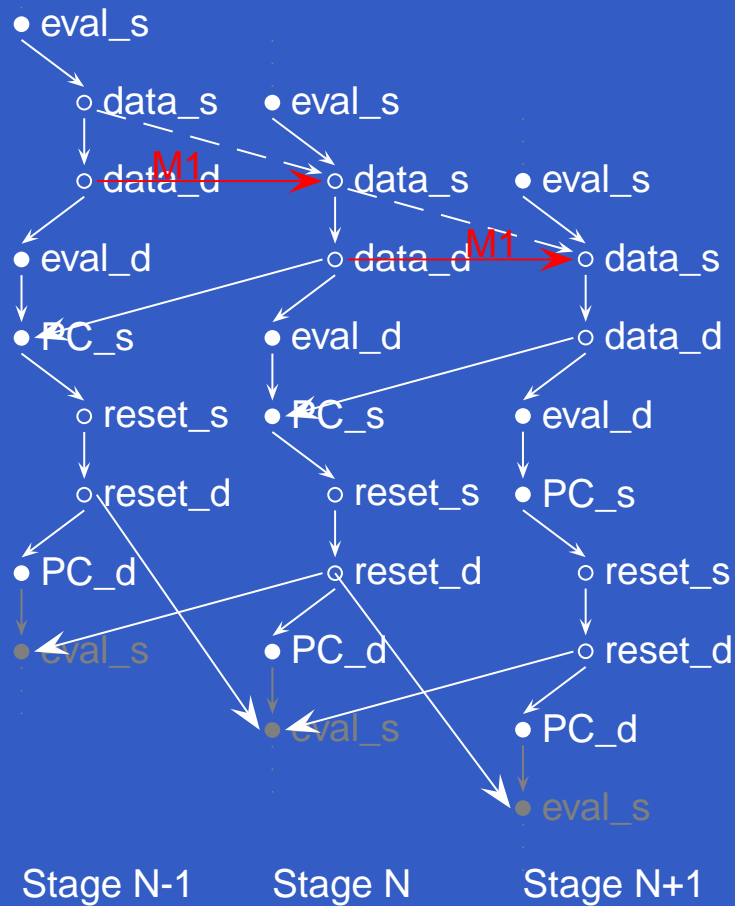 eval_s
data_s eval_s
data_d M1 data_s eval_s
eval_d data_d M1 data_s
PC_s eval_d data_d
reset_s PC_s eval_d
reset_d reset_s PC_s
PC_d reset_d reset_s
eval_s PC_d reset_d
eval_s PC_d
eval_s
Stage N-1 Stage N Stage N+1